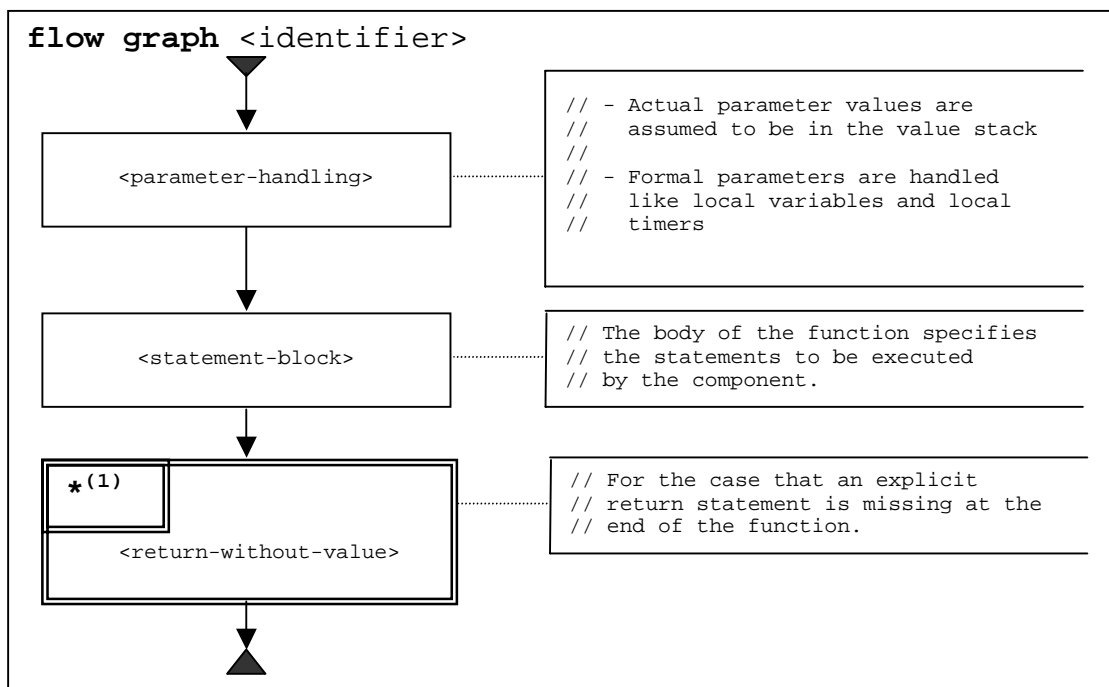 flow graph <identifier>
<parameter-handling>
// - Actual parameter values are
//   assumed to be in the value stack
//
// - Formal parameters are handled
//   like local variables and local
//   timers
<statement-block>
// The body of the function specifies
// the statements to be executed
// by the component.
*(1)
<return-without-value>
// For the case that an explicit
// return statement is missing at the
// end of the function.